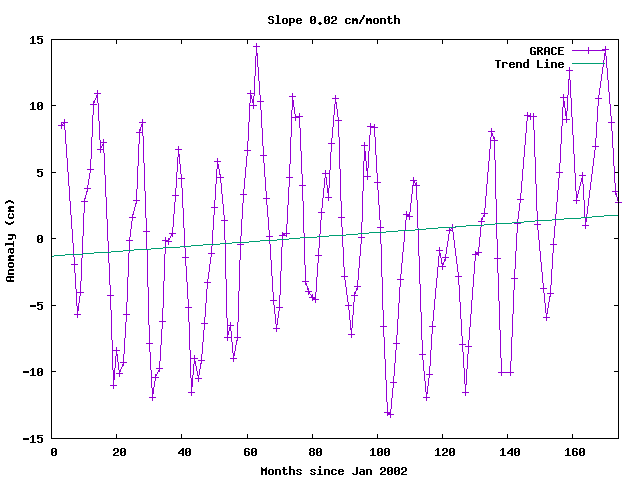 Slope 0.02 cm/month
GRACE
Trend Line
Anomaly (cm)
15
10
5
0
-5
-10
-15
0 20 40 60 80 100 120 140 160
Months since Jan 2002